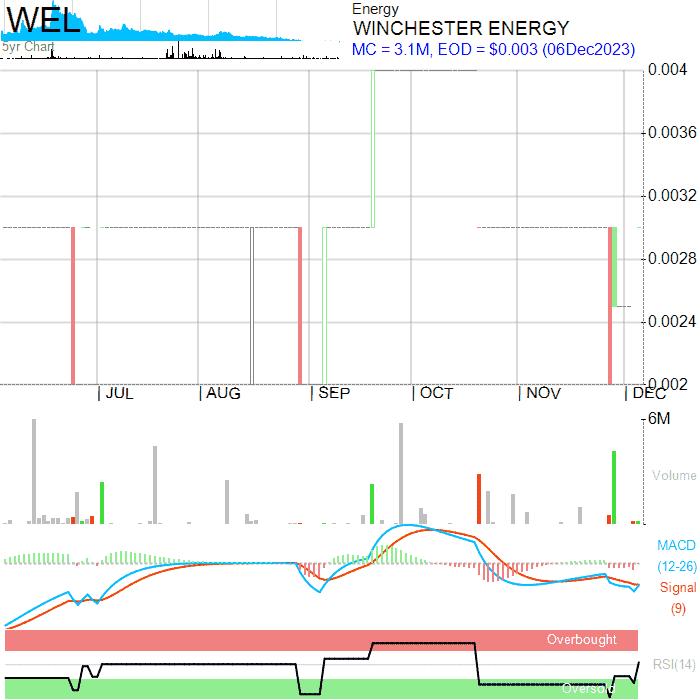 WEL
5yr Chart
Energy
WINCHESTER ENERGY
MC = 3.1M, EOD = $0.003 (06Dec2023)
0.004
0.0036
0.0032
0.0028
0.0024
0.002
JUL AUG SEP OCT NOV DEC
6M
Volume
MACD
(12-26)
Signal
(9)
Overbought
RSI(14)
Oversold